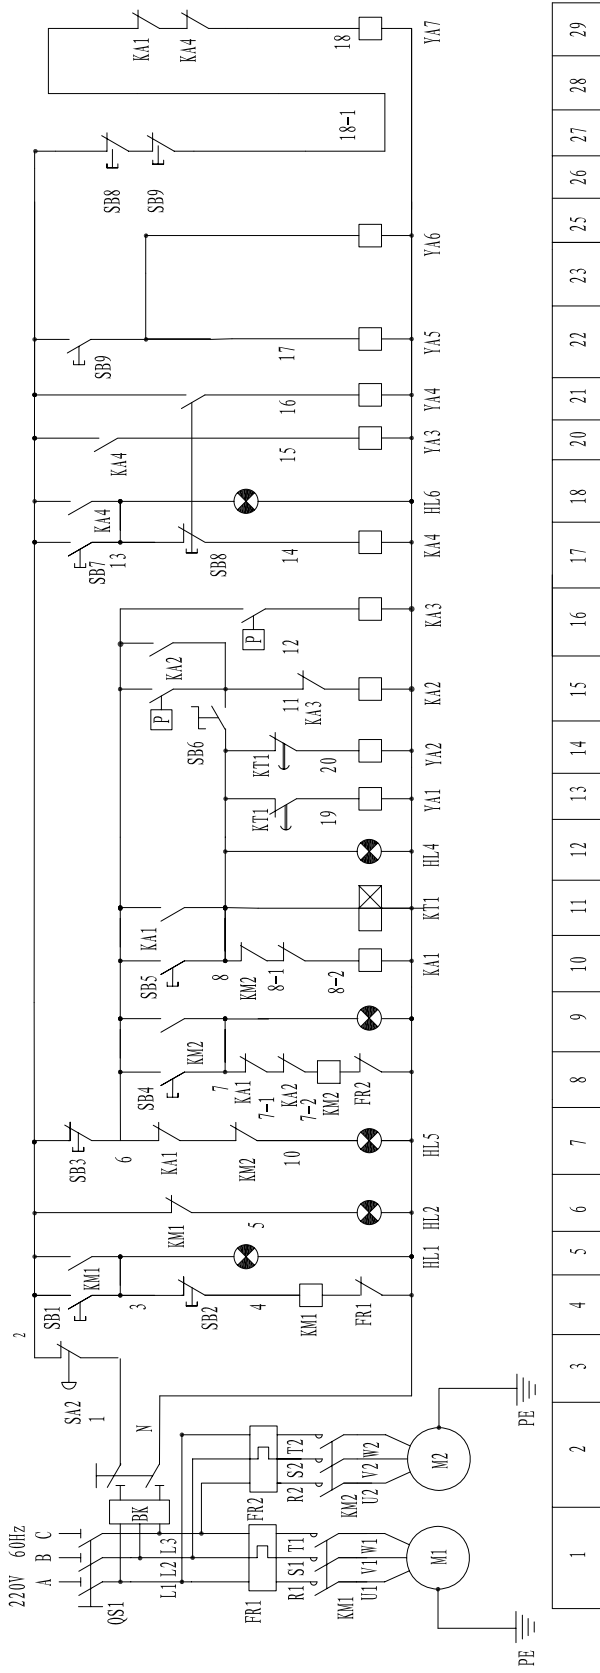 220V 60Hz
A
B
C
QS1
BK
L1
L2
L3
FR1
R1
S1
T1
KM1
U1
V1
W1
M1
PE
FR2
R2
S2
T2
KM2
U2
V2
W2
M2
PE
N
1
SA2
2
SB1
KM1
3
SB2
4
KM1
FR1
HL1
KM1
5
HL2
SB3
6
KA1
KM2
10
HL5
SB4
KM2
7
KA1
7-1
KA2
7-2
KM2
FR2
SB5
KA1
8
KM2
8-1
8-2
KA1
KT1
HL4
KT1
19
YA1
KT1
20
YA2
SB6
P
KA2
11
KA3
KA2
P
12
KA3
SB7
KA4
13
SB8
14
KA4
HL6
KA4
15
YA3
16
YA4
SB9
17
YA5
YA6
SB8
SB9
18-1
KA1
KA4
18
YA7
1
2
3
4
5
6
7
8
9
10
11
12
13
14
15
16
17
18
20
21
22
23
25
26
27
28
29